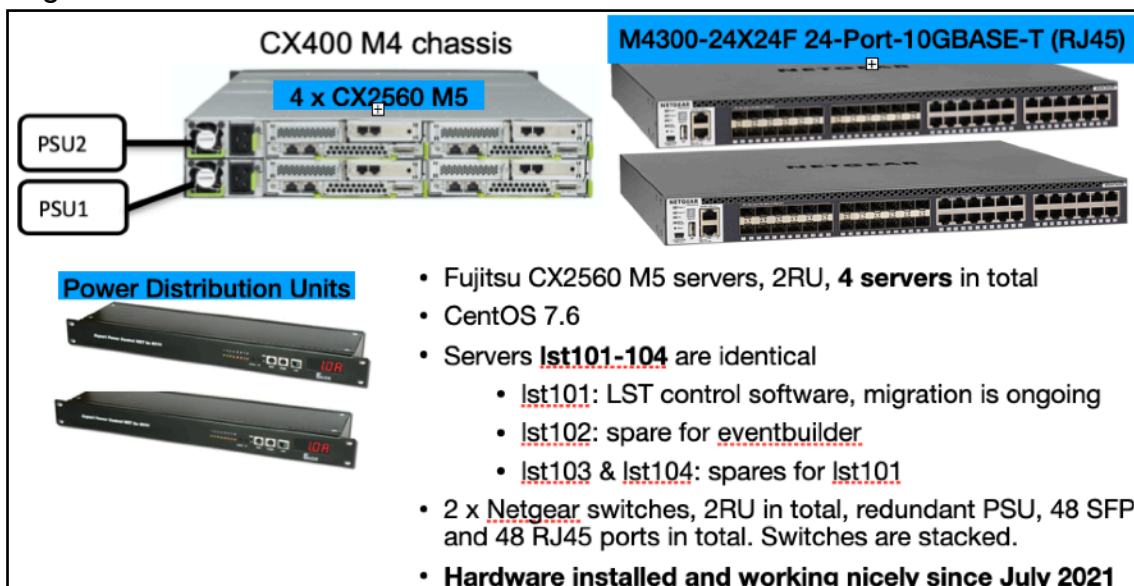 CX400 M4 chassis
M4300-24X24F 24-Port-10GBASE-T (RJ45)
4 x CX2560 M5
PSU2
PSU1
NETGEAR
NETGEAR
Power Distribution Units
• Fujitsu CX2560 M5 servers, 2RU, 4 servers in total
• CentOS 7.6
• Servers lst101-104 are identical
• lst101: LST control software, migration is ongoing
• lst102: spare for eventbuilder
• lst103 & lst104: spares for lst101
• 2 x Netgear switches, 2RU in total, redundant PSU, 48 SFP
and 48 RJ45 ports in total. Switches are stacked.
• Hardware installed and working nicely since July 2021